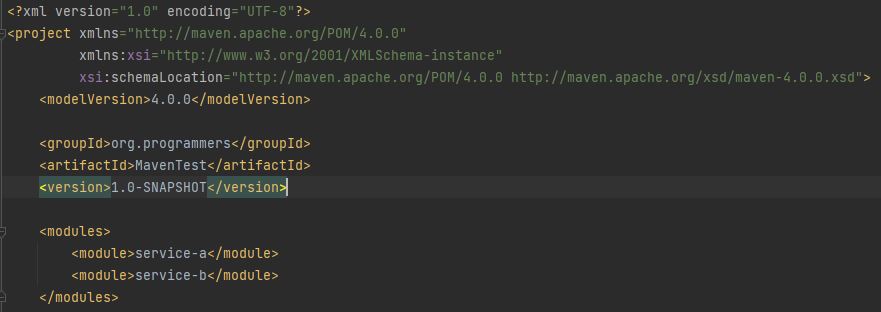 <?xml version="1.0" encoding="UTF-8"?>
<project xmlns="http://maven.apache.org/POM/4.0.0"
xmlns:xsi="http://www.w3.org/2001/XMLSchema-instance"
xsi:schemaLocation="http://maven.apache.org/POM/4.0.0 http://maven.apache.org/xsd/maven-4.0.0.xsd">
<modelVersion>4.0.0</modelVersion>
<groupId>org.programmers</groupId>
<artifactId>MavenTest</artifactId>
<version>1.0-SNAPSHOT</version>
<modules>
<module>service-a</module>
<module>service-b</module>
</modules>